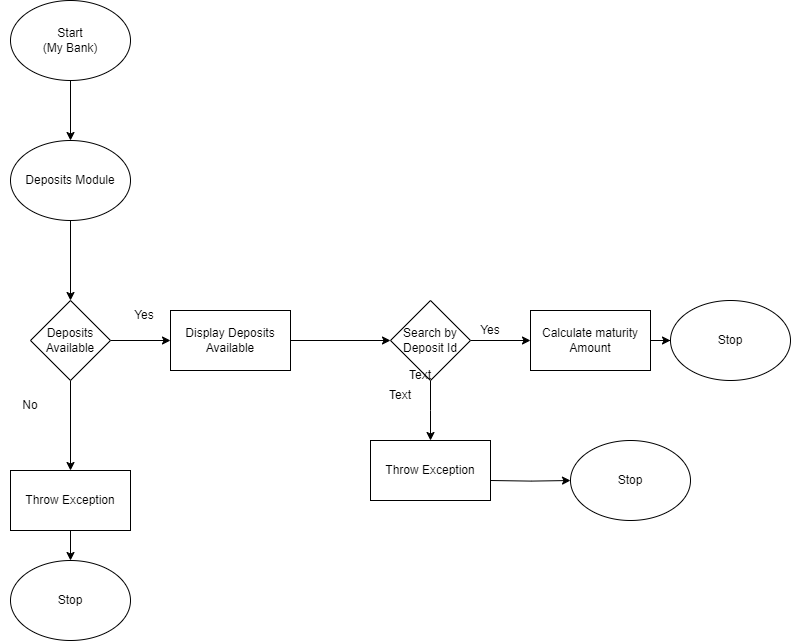 Start
(My Bank)
Deposits Module
Yes
Deposits
Available
Display Deposits
Available
Search by
Deposit Id
Yes
Calculate maturity
Amount
Stop
Text
Text
No
Throw Exception
Stop
Throw Exception
Stop